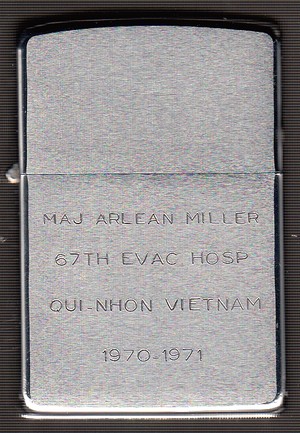 MAJ ARLEAN MILLER
67TH EVAC HOSP
QUI-NHON VIETNAM
1970-1971